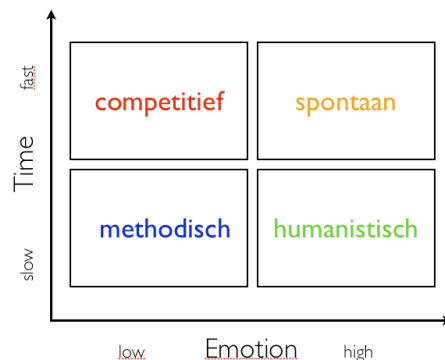 fast
competitief
spontaan
Time
methodisch
humanistisch
slow
low
Emotion
high